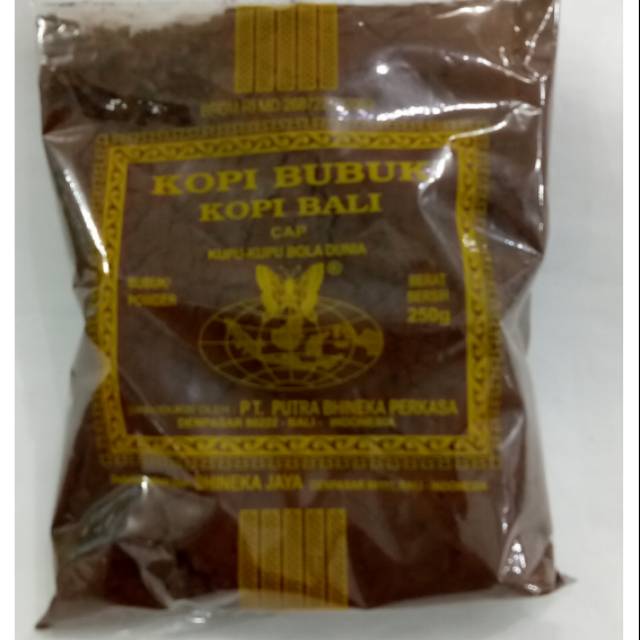 KOPI BUBUK
KOPI BALI
CAP
KUPU-KUPU BOLA DUNIA
®
BUBUK
POWDER
BERAT
BERSIH
250g
PT. PUTRA BHINEKA PERKASA
DENPASAR BALI - INDONESIA
BHINEKA JAYA